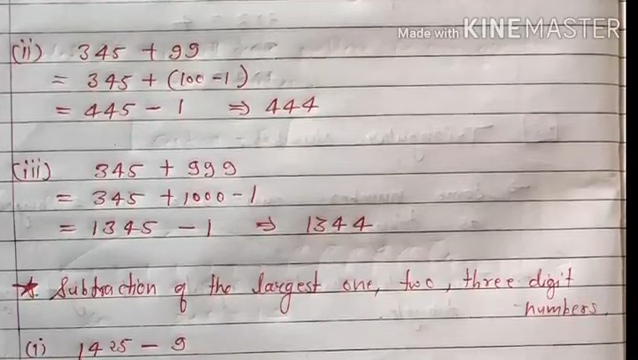 Made with KINEMASTER
(ii) 345 + 99
= 345 + (100 - 1)
= 445 - 1 ⇒ 444
(iii) 345 + 999
= 345 + 1000 - 1
= 1345 - 1 ⇒ 1344
* Subtraction of the largest one, two, three digit
numbers.
(i) 1425 - 9